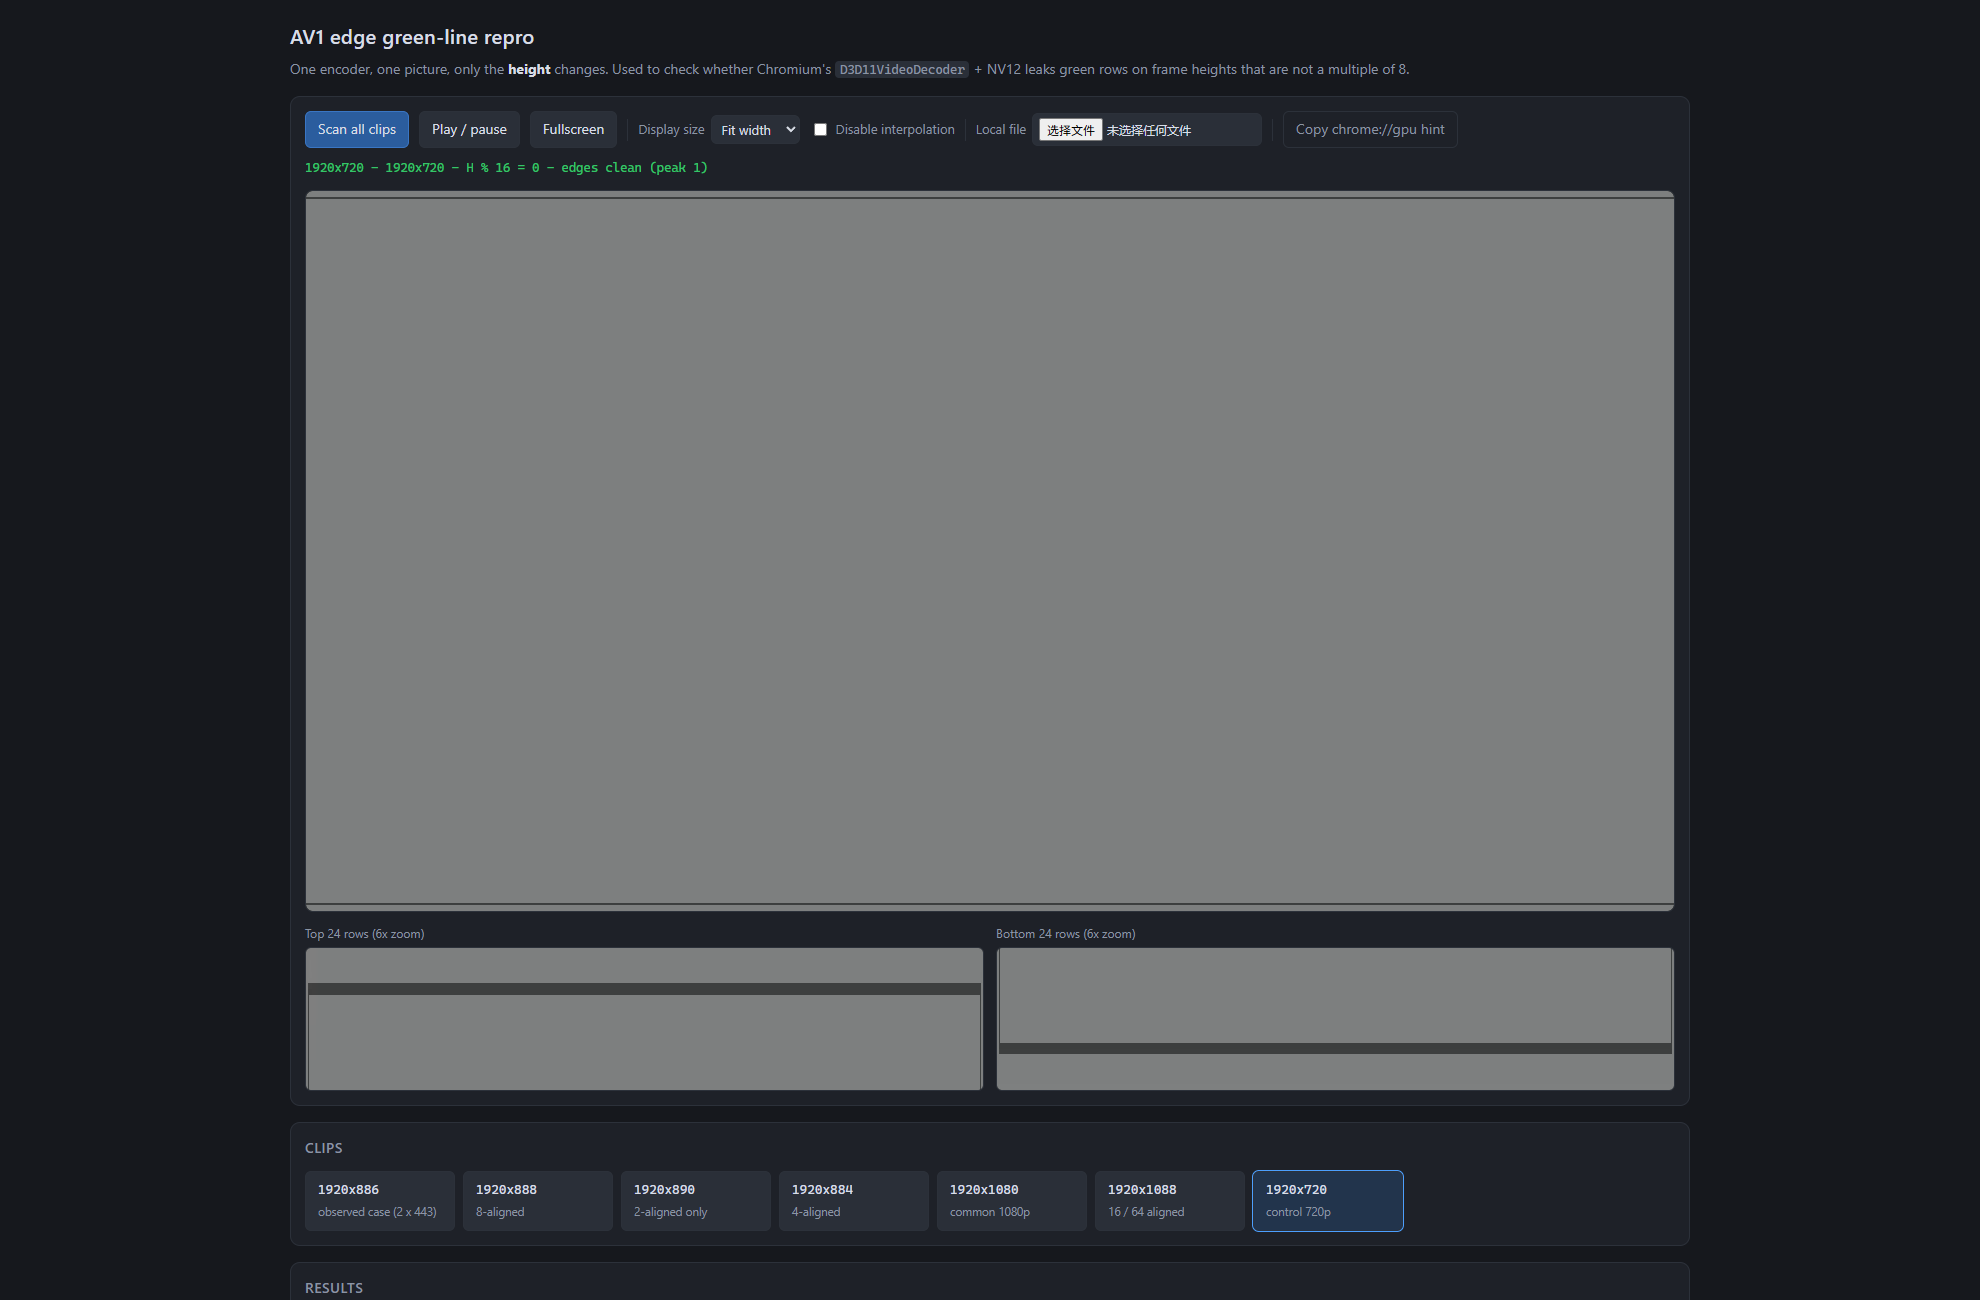 AV1 edge green-line repro
One encoder, one picture, only the height changes. Used to check whether Chromium's D3D11VideoDecoder + NV12 leaks green rows on frame heights that are not a multiple of 8.
Scan all clips Play / pause Fullscreen Display size Fit width Disable interpolation Local file 选择文件 未选择任何文件 Copy chrome://gpu hint
1920x720 - 1920x720 - H % 16 = 0 - edges clean (peak 1)
Top 24 rows (6x zoom) Bottom 24 rows (6x zoom)
CLIPS
1920x886 1920x888 1920x890 1920x884 1920x1080 1920x1088 1920x720
observed case (2 x 443) 8-aligned 2-aligned only 4-aligned common 1080p 16 / 64 aligned control 720p
RESULTS